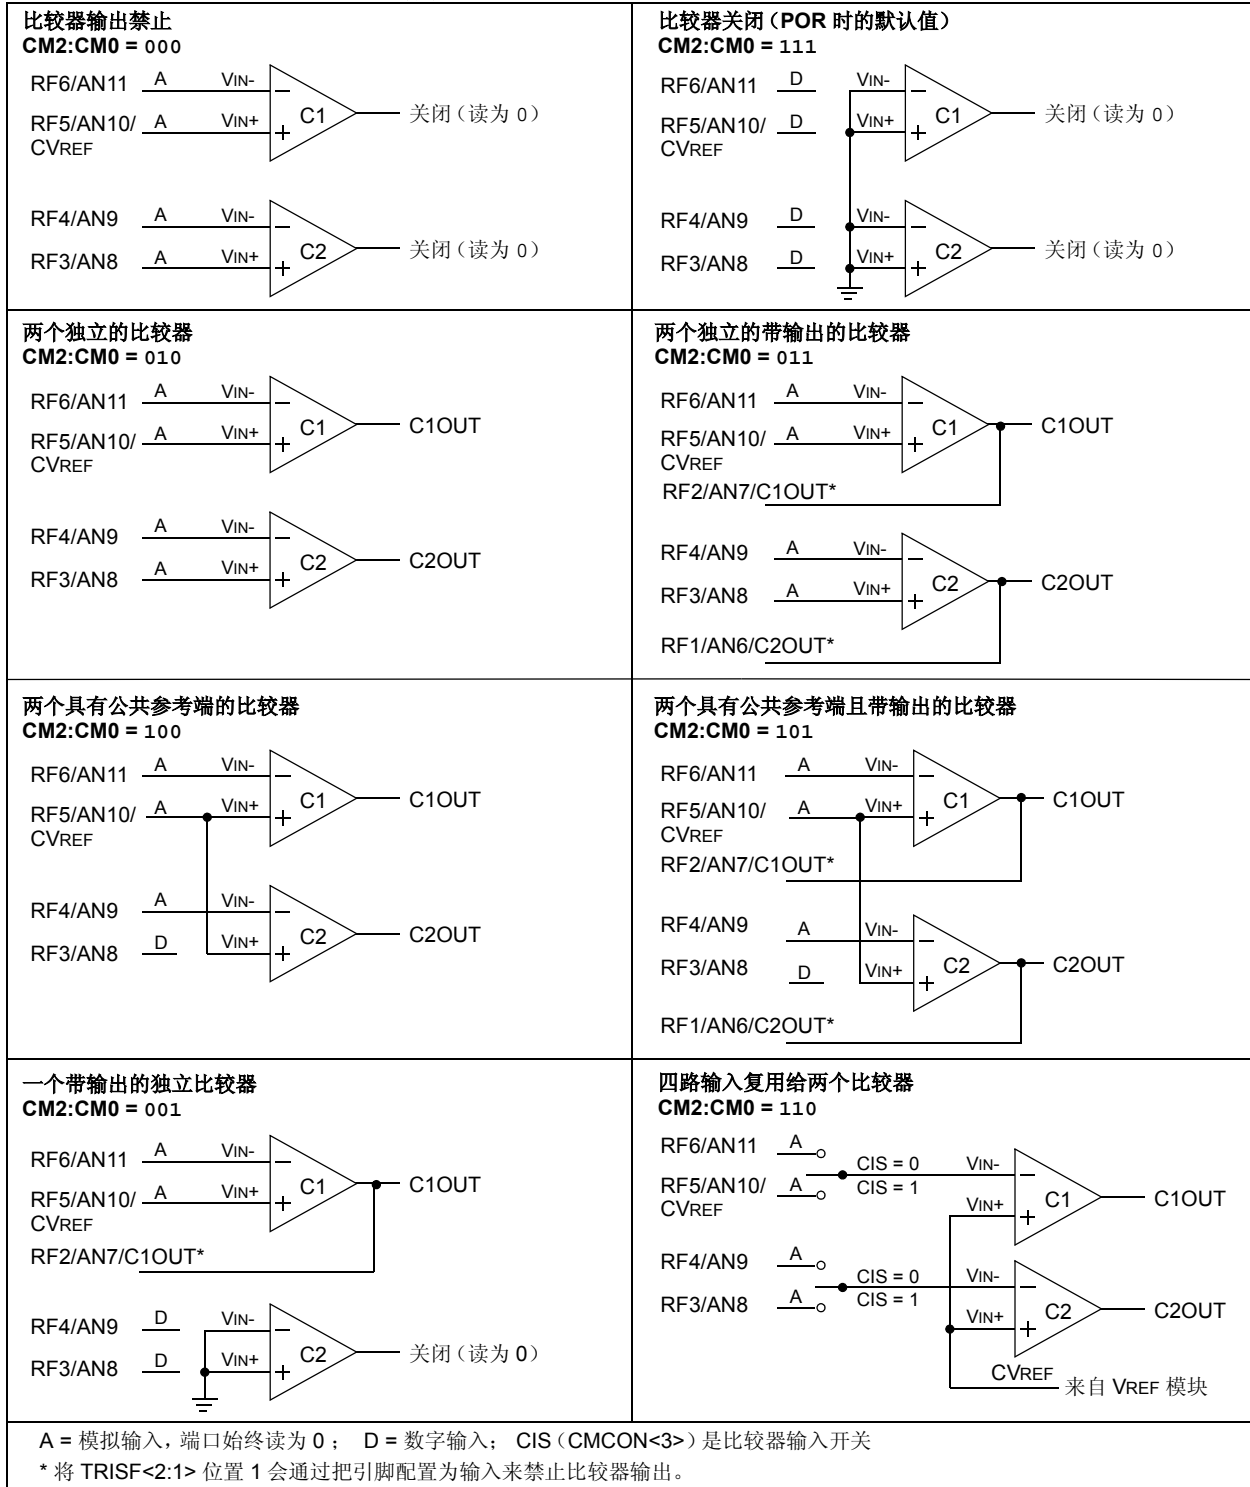 比较器输出禁止
CM2:CM0 = 000
RF6/AN11 A VIN-
C1 关闭（读为 0）
RF5/AN10/ A VIN+
CVREF
RF4/AN9 A VIN-
C2 关闭（读为 0）
RF3/AN8 A VIN+
比较器关闭（POR 时的默认值）
CM2:CM0 = 111
RF6/AN11 D VIN-
C1 关闭（读为 0）
RF5/AN10/ D VIN+
CVREF
RF4/AN9 D VIN-
C2 关闭（读为 0）
RF3/AN8 D VIN+
两个独立的比较器
CM2:CM0 = 010
RF6/AN11 A VIN-
C1 C1OUT
RF5/AN10/ A VIN+
CVREF
RF4/AN9 A VIN-
C2 C2OUT
RF3/AN8 A VIN+
两个独立的带输出的比较器
CM2:CM0 = 011
RF6/AN11 A VIN-
C1 C1OUT
RF5/AN10/ A VIN+
CVREF
RF2/AN7/C1OUT*
RF4/AN9 A VIN-
C2 C2OUT
RF3/AN8 A VIN+
RF1/AN6/C2OUT*
两个具有公共参考端的比较器
CM2:CM0 = 100
RF6/AN11 A VIN-
C1 C1OUT
RF5/AN10/ A VIN+
CVREF
RF4/AN9 A VIN-
C2 C2OUT
RF3/AN8 D VIN+
两个具有公共参考端且带输出的比较器
CM2:CM0 = 101
RF6/AN11 A VIN-
C1 C1OUT
RF5/AN10/ A VIN+
CVREF
RF2/AN7/C1OUT*
RF4/AN9 A VIN-
C2 C2OUT
RF3/AN8 D VIN+
RF1/AN6/C2OUT*
一个带输出的独立比较器
CM2:CM0 = 001
RF6/AN11 A VIN-
C1 C1OUT
RF5/AN10/ A VIN+
CVREF
RF2/AN7/C1OUT*
RF4/AN9 D VIN-
C2 关闭（读为 0）
RF3/AN8 D VIN+
四路输入复用给两个比较器
CM2:CM0 = 110
RF6/AN11 A
CIS = 0 VIN-
RF5/AN10/ A CIS = 1
CVREF
VIN+ C1 C1OUT
RF4/AN9 A
CIS = 0 VIN-
RF3/AN8 A CIS = 1
VIN+ C2 C2OUT
CVREF
来自 VREF 模块
A = 模拟输入，端口始终读为 0； D = 数字输入； CIS（CMCON<3>）是比较器输入开关
* 将 TRISF<2:1> 位置 1 会通过把引脚配置为输入来禁止比较器输出。